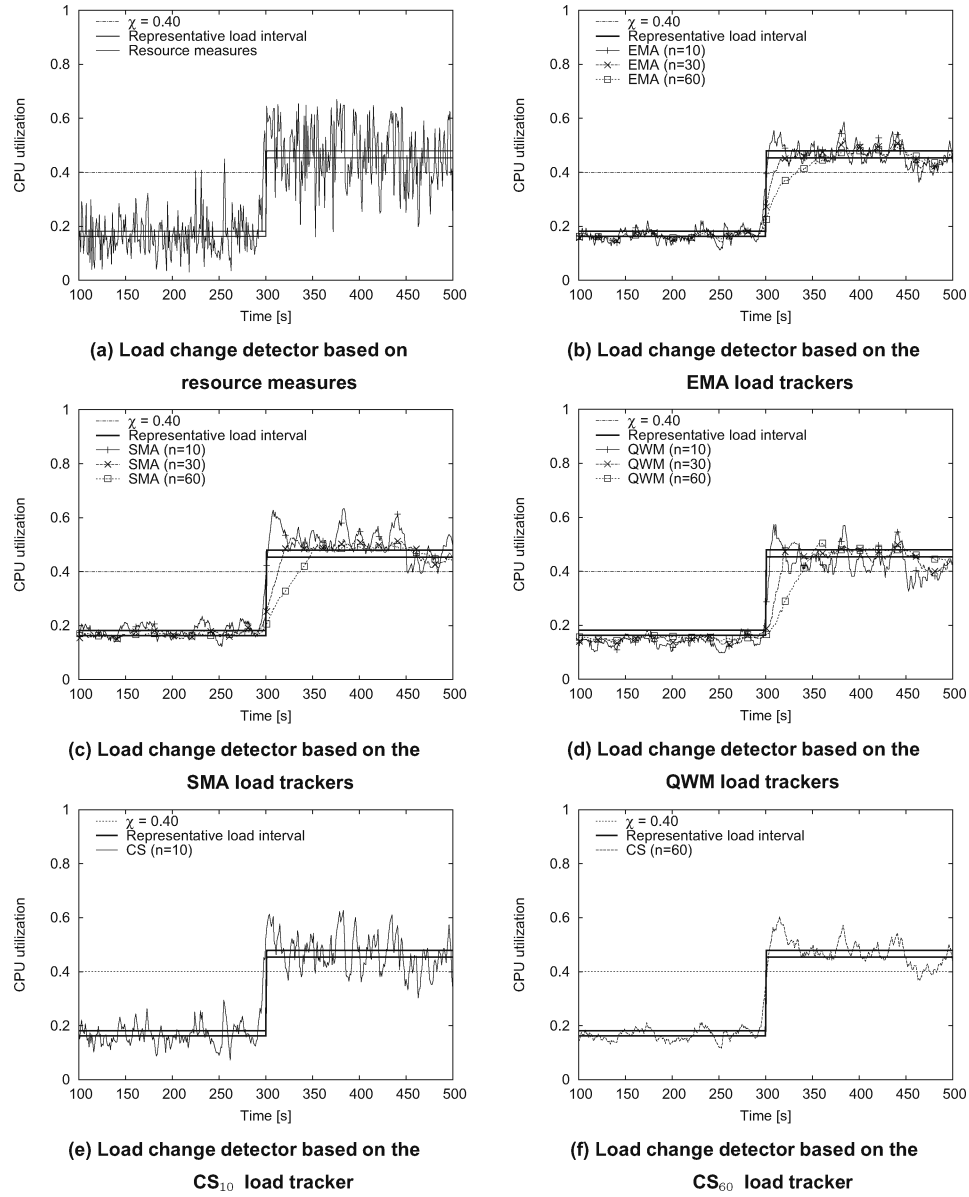 χ = 0.40
Representative load interval
Resource measures
CPU utilization
1
0.8
0.6
0.4
0.2
0
100 150 200 250 300 350 400 450 500
Time [s]
(a) Load change detector based on
resource measures
χ = 0.40
Representative load interval
EMA (n=10)
EMA (n=30)
EMA (n=60)
CPU utilization
1
0.8
0.6
0.4
0.2
0
100 150 200 250 300 350 400 450 500
Time [s]
(b) Load change detector based on the
EMA load trackers
χ = 0.40
Representative load interval
SMA (n=10)
SMA (n=30)
SMA (n=60)
CPU utilization
1
0.8
0.6
0.4
0.2
0
100 150 200 250 300 350 400 450 500
Time [s]
(c) Load change detector based on the
SMA load trackers
χ = 0.40
Representative load interval
QWM (n=10)
QWM (n=30)
QWM (n=60)
CPU utilization
1
0.8
0.6
0.4
0.2
0
100 150 200 250 300 350 400 450 500
Time [s]
(d) Load change detector based on the
QWM load trackers
χ = 0.40
Representative load interval
CS (n=10)
CPU utilization
1
0.8
0.6
0.4
0.2
0
100 150 200 250 300 350 400 450 500
Time [s]
(e) Load change detector based on the
CS₁₀ load tracker
χ = 0.40
Representative load interval
CS (n=60)
CPU utilization
1
0.8
0.6
0.4
0.2
0
100 150 200 250 300 350 400 450 500
Time [s]
(f) Load change detector based on the
CS₆₀ load tracker